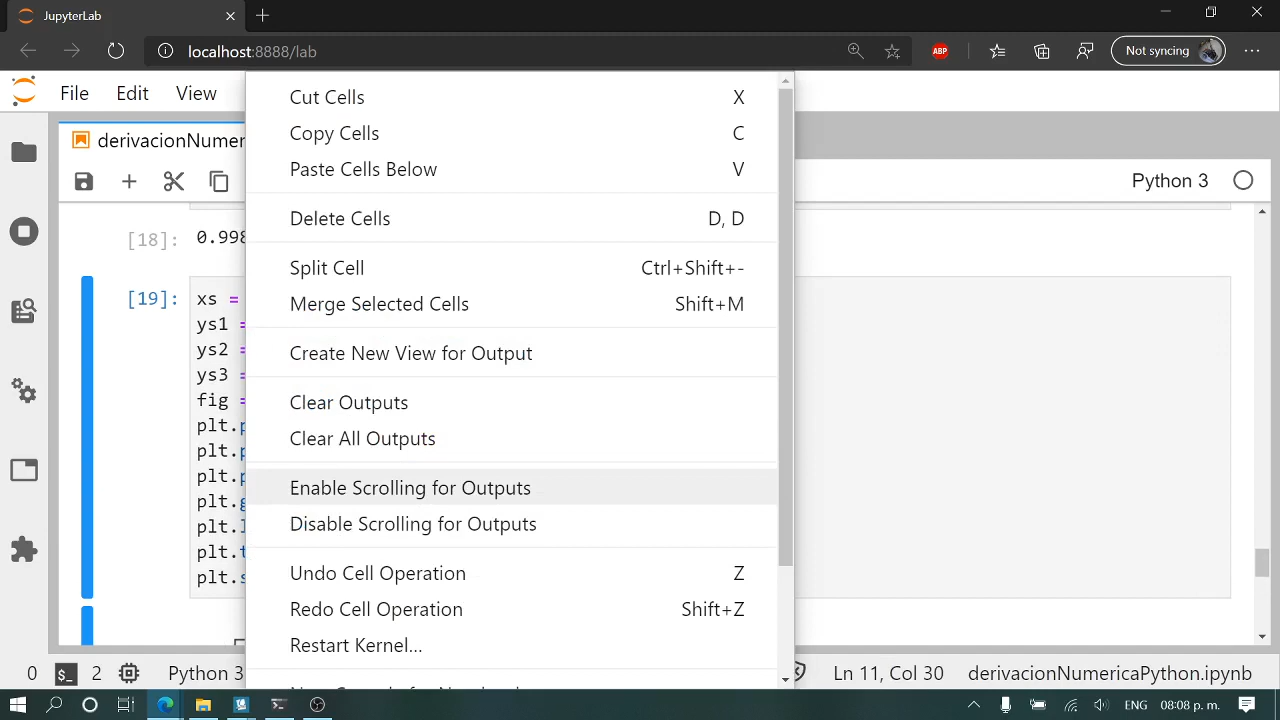 JupyterLab
localhost:8888/lab
ABP
Not syncing
File Edit View
derivacionNumer
Python 3
[18]: 0.998
[19]: xs =
ys1 =
ys2 =
ys3 =
fig =
plt.p
plt.p
plt.p
plt.g
plt.l
plt.t
plt.s
Cut Cells X
Copy Cells C
Paste Cells Below V
Delete Cells D, D
Split Cell Ctrl+Shift+-
Merge Selected Cells Shift+M
Create New View for Output
Clear Outputs
Clear All Outputs
Enable Scrolling for Outputs
Disable Scrolling for Outputs
Undo Cell Operation Z
Redo Cell Operation Shift+Z
Restart Kernel...
0 $_ 2 Python 3 Ln 11, Col 30 derivacionNumericaPython.ipynb
ENG 08:08 p. m.